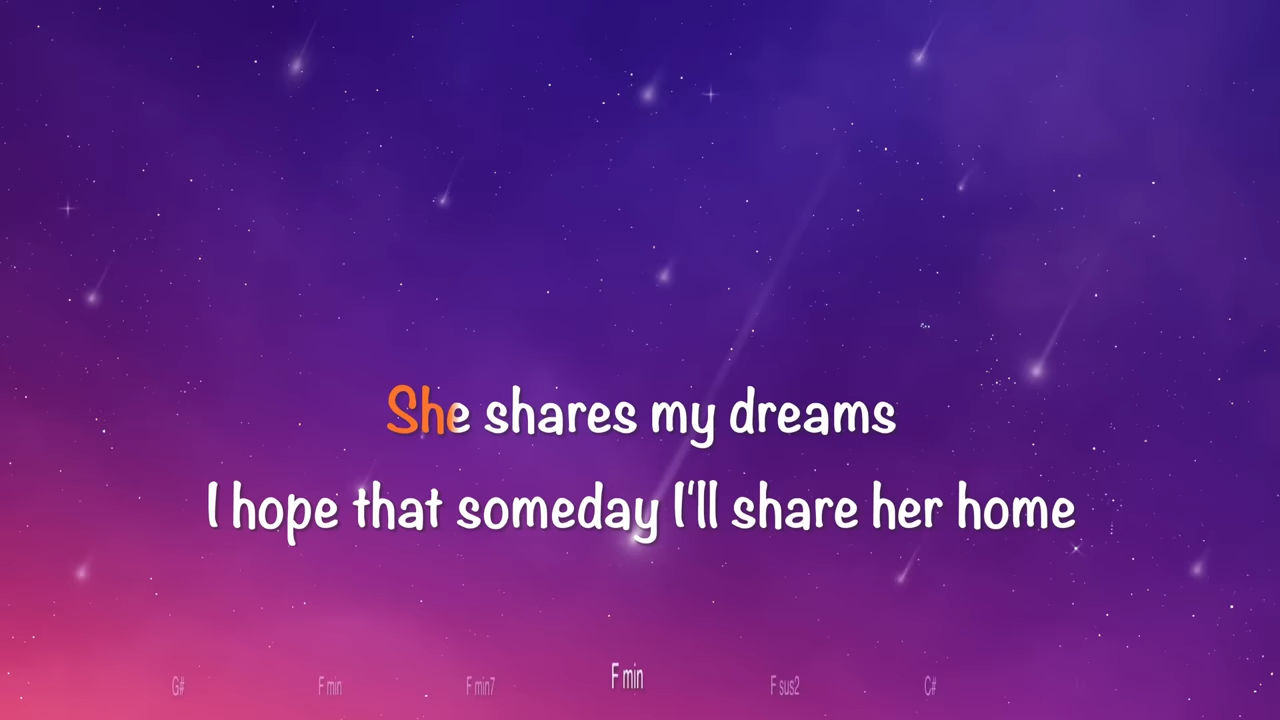 She shares my dreams
I hope that someday I'll share her home
G# F min F min7 F min F sus2 C#